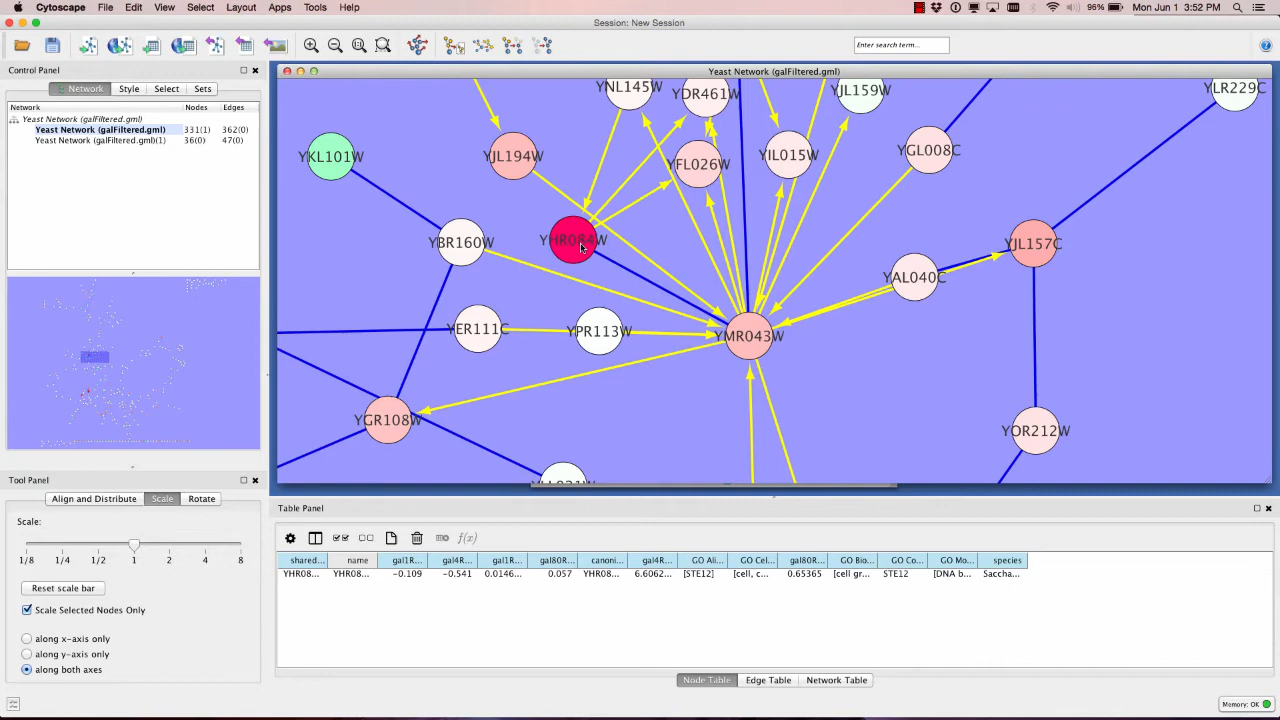 Cytoscape File Edit View Select Layout Apps Tools Help 96% Mon Jun 1 3:52 PM
Session: New Session
Enter search term...
Control Panel
Network Style Select Sets
Network Nodes Edges
Yeast Network (galFiltered.gml)
Yeast Network (galFiltered.gml) 331(1) 362(0)
Yeast Network (galFiltered.gml)(1) 36(0) 47(0)
Yeast Network (galFiltered.gml)
YNL145W YDR461W YJL159W YLR229C
YKL101W YJL194W YFL026W YIL015W YGL008C
YBR160W YHR084W YJL157C
YAL040C
YER111C YPR113W YMR043W
YGR108W YOR212W
Tool Panel
Align and Distribute Scale Rotate
Scale:
1/8 1/4 1/2 1 2 4 8
Reset scale bar
Scale Selected Nodes Only
along x-axis only
along y-axis only
along both axes
Table Panel
f(x)
shared... name gal1R... gal4R... gal1R... gal80R... canoni... gal4R... GO Ali... GO Cel... gal80R... GO Bio... GO Co... GO Mo... species
YHR08... YHR08... −0.109 −0.541 0.0146... 0.057 YHR08... 6.6062... [STE12] [cell, c... 0.65365 [cell gr... STE12 [DNA b... Saccha...
Node Table Edge Table Network Table
Memory: OK